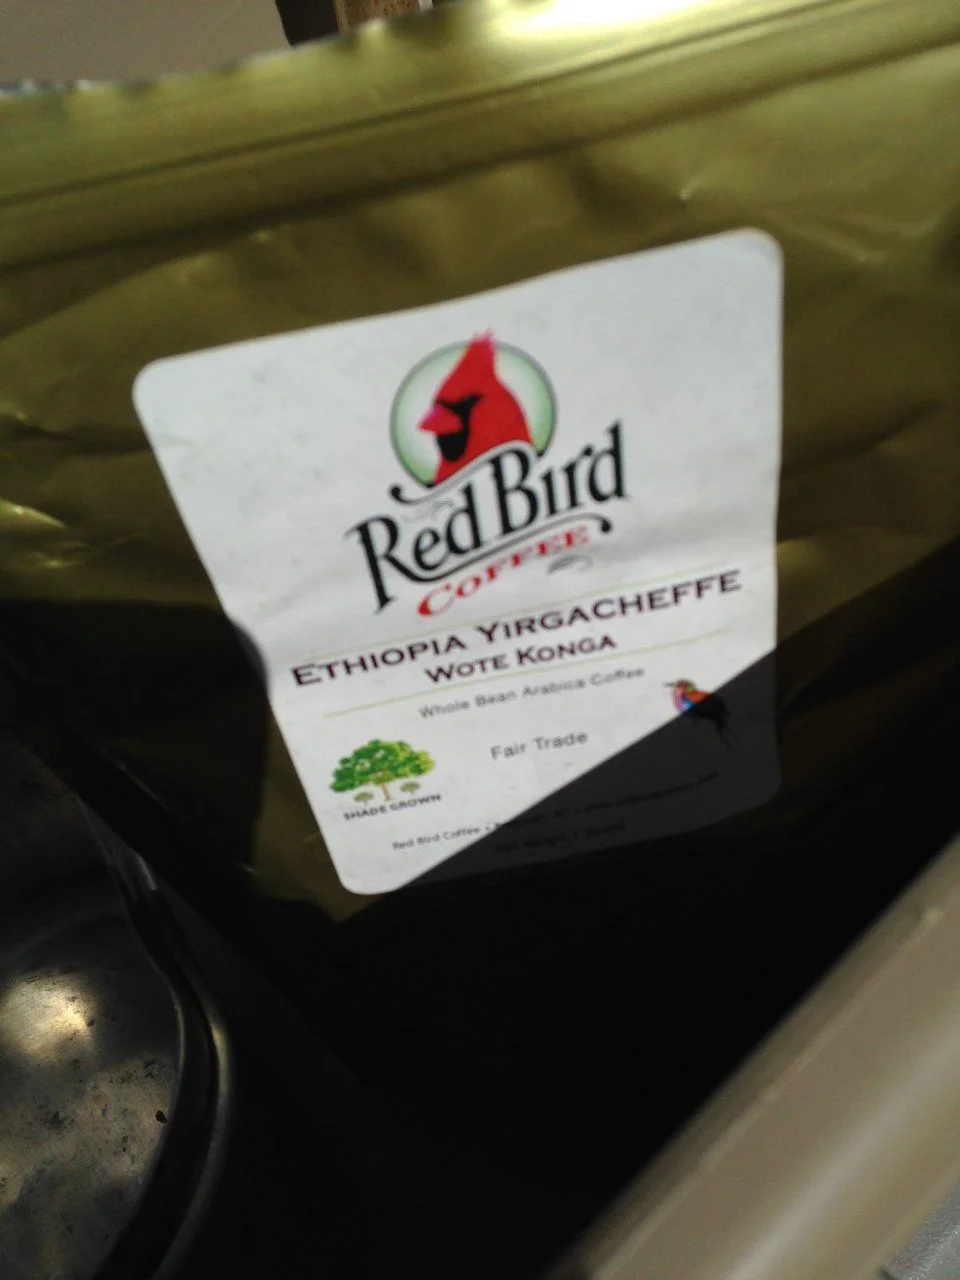 Red Bird
COFFEE
ETHIOPIA YIRGACHEFFE
WOTE KONGA
Whole Bean Arabica Coffee
Fair Trade
SHADE GROWN
Red Bird Coffee •